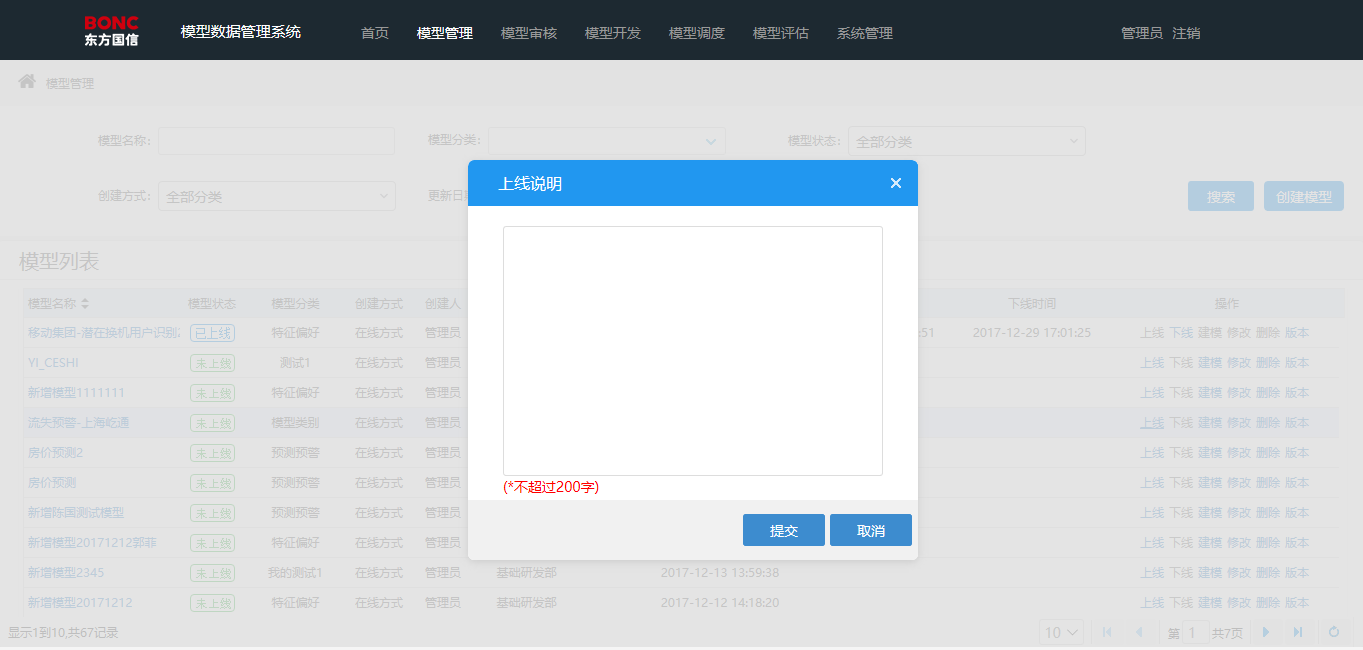 BONC
东方国信
模型数据管理系统 首页 模型管理 模型审核 模型开发 模型调度 模型评估 系统管理 管理员 注销
模型管理
模型名称: 模型分类: 模型状态: 全部分类
创建方式: 全部分类 更新日 搜索 创建模型
上线说明
(*不超过200字)
提交 取消
模型列表
模型名称 模型状态 模型分类 创建方式 创建人 下线时间 操作
移动集团-潜在换机用户识别 已上线 特征偏好 在线方式 管理员 :51 2017-12-29 17:01:25 上线 下线 建模 修改 删除 版本
YI_CESHI 未上线 测试1 在线方式 管理员 上线 下线 建模 修改 删除 版本
新增模型1111111 未上线 特征偏好 在线方式 管理员 上线 下线 建模 修改 删除 版本
流失预警-上海屹通 未上线 模型类别 在线方式 管理员 上线 下线 建模 修改 删除 版本
房价预测2 未上线 预测预警 在线方式 管理员 上线 下线 建模 修改 删除 版本
房价预测 未上线 预测预警 在线方式 管理员 上线 下线 建模 修改 删除 版本
新增陈国测试模型 未上线 预测预警 在线方式 管理员 上线 下线 建模 修改 删除 版本
新增模型20171212郭菲 未上线 特征偏好 在线方式 管理员 上线 下线 建模 修改 删除 版本
新增模型2345 未上线 我的测试1 在线方式 管理员 基础研发部 2017-12-13 13:59:38 上线 下线 建模 修改 删除 版本
新增模型20171212 未上线 特征偏好 在线方式 管理员 基础研发部 2017-12-12 14:18:20 上线 下线 建模 修改 删除 版本
显示1到10,共67记录 10 第 1 共7页